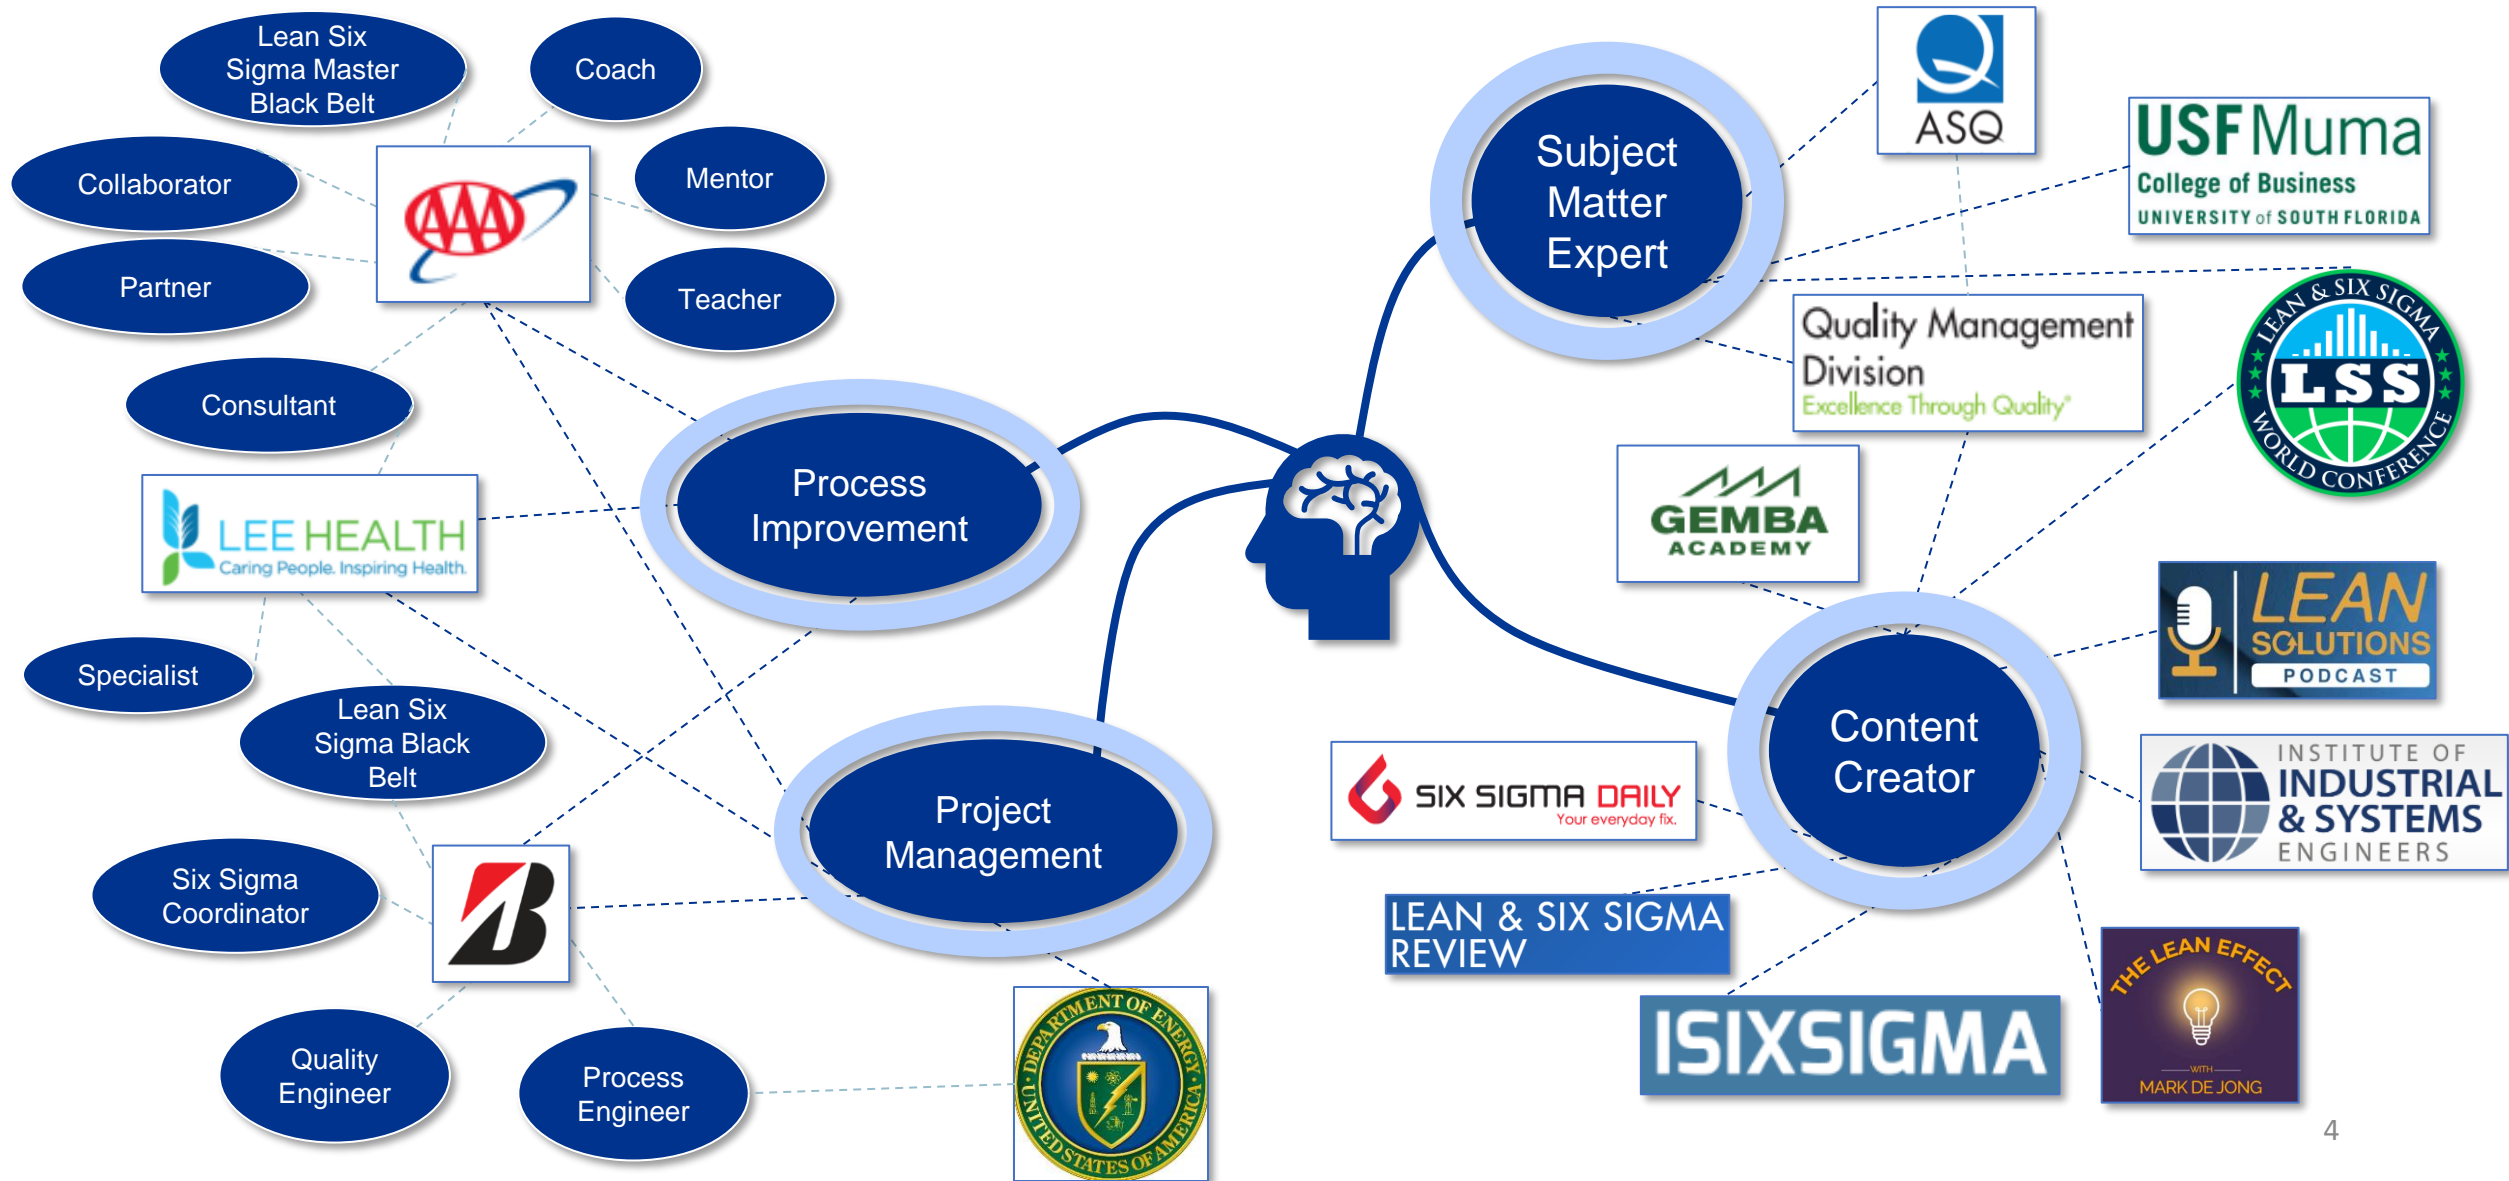 Lean Six
Sigma Master
Black Belt
Coach
Collaborator
Mentor
Partner
Teacher
Consultant
AAA
LEE HEALTH
Caring People. Inspiring Health.
Specialist
Lean Six
Sigma Black
Belt
Six Sigma
Coordinator
B
Quality
Engineer
Process
Engineer
DEPARTMENT OF ENERGY
UNITED STATES OF AMERICA
Process
Improvement
Project
Management
Subject
Matter
Expert
ASQ
USF Muma
College of Business
UNIVERSITY of SOUTH FLORIDA
Quality Management
Division
Excellence Through Quality®
LEAN & SIX SIGMA
LSS
WORLD CONFERENCE
GEMBA
ACADEMY
LEAN
SOLUTIONS
PODCAST
Content
Creator
SIX SIGMA DAILY
Your everyday fix.
INSTITUTE OF
INDUSTRIAL
& SYSTEMS
ENGINEERS
LEAN & SIX SIGMA
REVIEW
ISIXSIGMA
THE LEAN EFFECT
WITH
MARK DE JONG
4